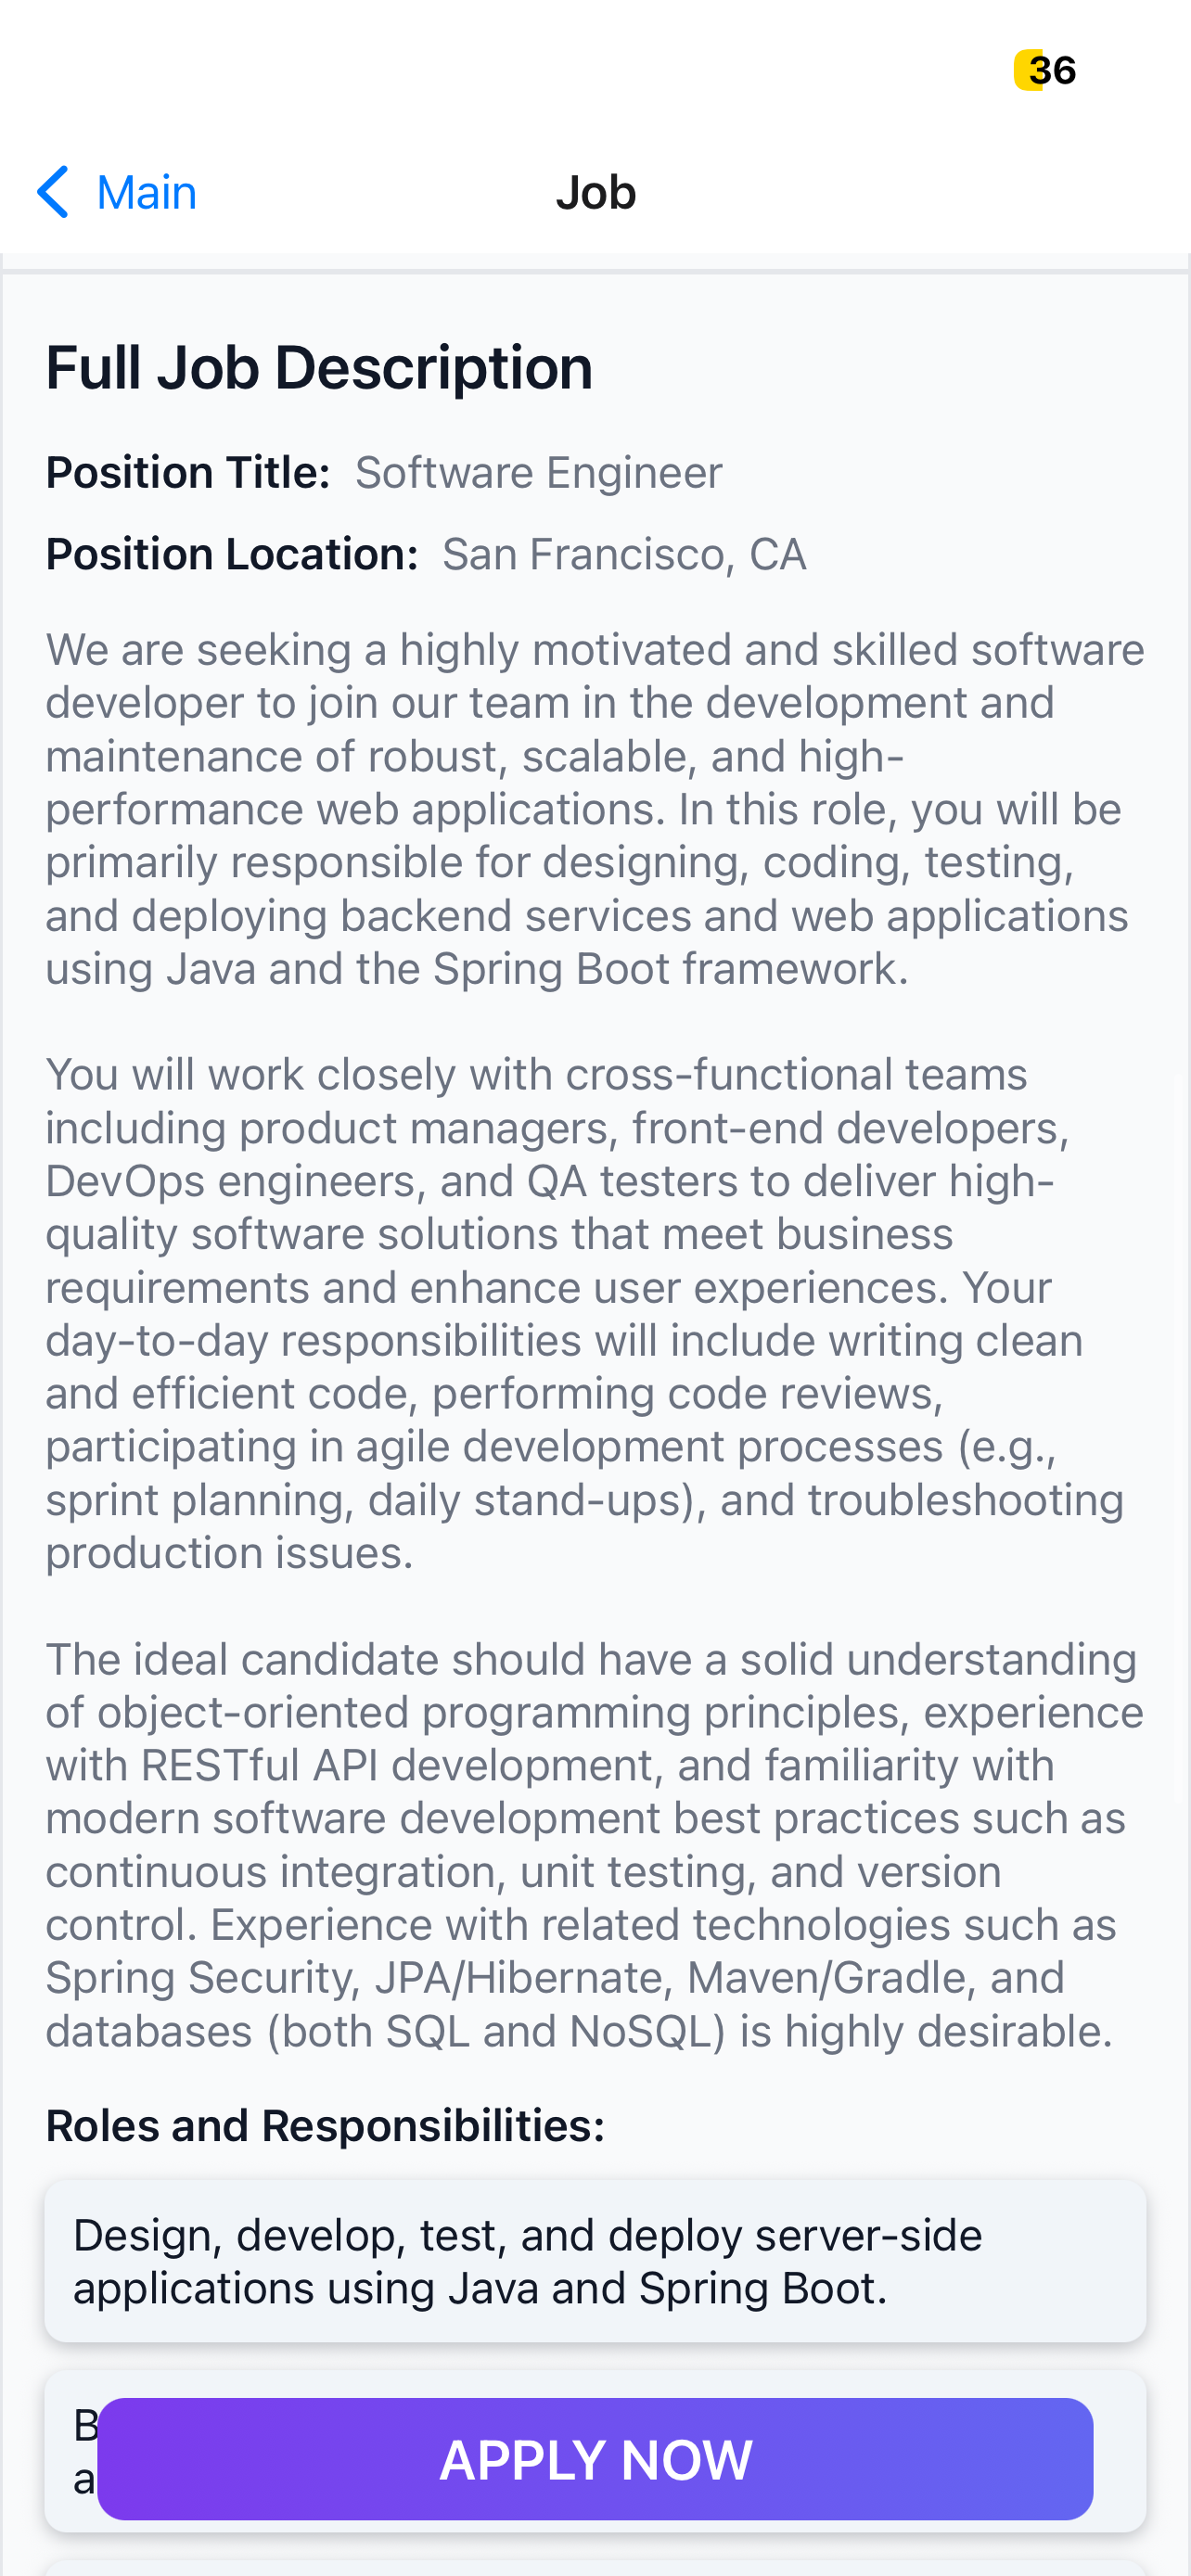 36
Main
Job
Full Job Description
Position Title: Software Engineer
Position Location: San Francisco, CA
We are seeking a highly motivated and skilled software
developer to join our team in the development and
maintenance of robust, scalable, and high-
performance web applications. In this role, you will be
primarily responsible for designing, coding, testing,
and deploying backend services and web applications
using Java and the Spring Boot framework.
You will work closely with cross-functional teams
including product managers, front-end developers,
DevOps engineers, and QA testers to deliver high-
quality software solutions that meet business
requirements and enhance user experiences. Your
day-to-day responsibilities will include writing clean
and efficient code, performing code reviews,
participating in agile development processes (e.g.,
sprint planning, daily stand-ups), and troubleshooting
production issues.
The ideal candidate should have a solid understanding
of object-oriented programming principles, experience
with RESTful API development, and familiarity with
modern software development best practices such as
continuous integration, unit testing, and version
control. Experience with related technologies such as
Spring Security, JPA/Hibernate, Maven/Gradle, and
databases (both SQL and NoSQL) is highly desirable.
Roles and Responsibilities:
Design, develop, test, and deploy server-side
applications using Java and Spring Boot.
APPLY NOW